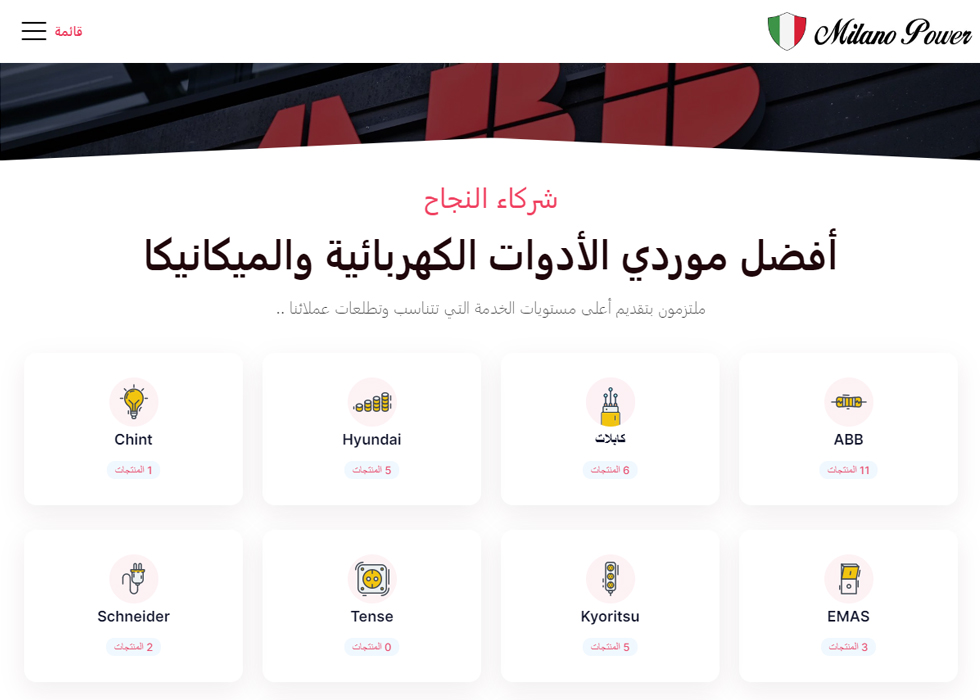 Milano Power
قائمة
ABB
شركاء النجاح
أفضل موردي الأدوات الكهربائية والميكانيكا
ملتزمون بتقديم أعلى مستويات الخدمة التي تتناسب وتطلعات عملائنا ..
ABB
11 المنتجات
كابلات
6 المنتجات
Hyundai
5 المنتجات
Chint
1 المنتجات
EMAS
3 المنتجات
Kyoritsu
5 المنتجات
Tense
0 المنتجات
Schneider
2 المنتجات